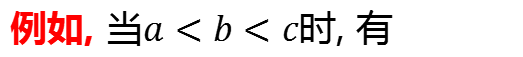 例如, 当a < b < c时, 有